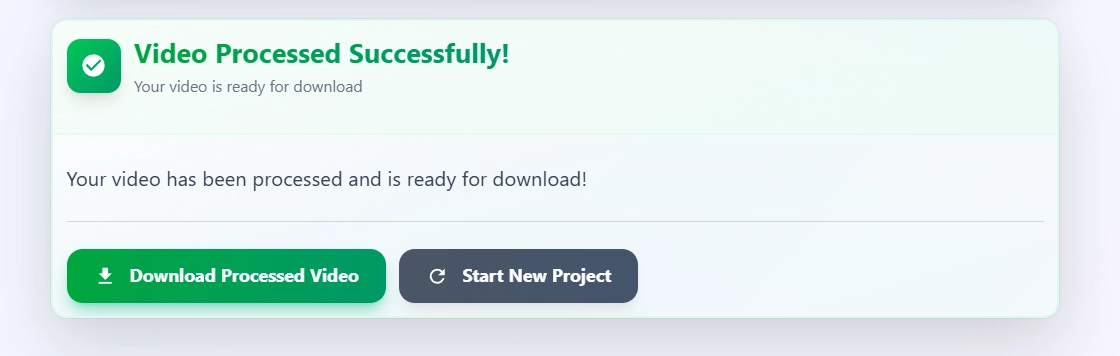 Video Processed Successfully!
Your video is ready for download
Your video has been processed and is ready for download!
Download Processed Video
Start New Project